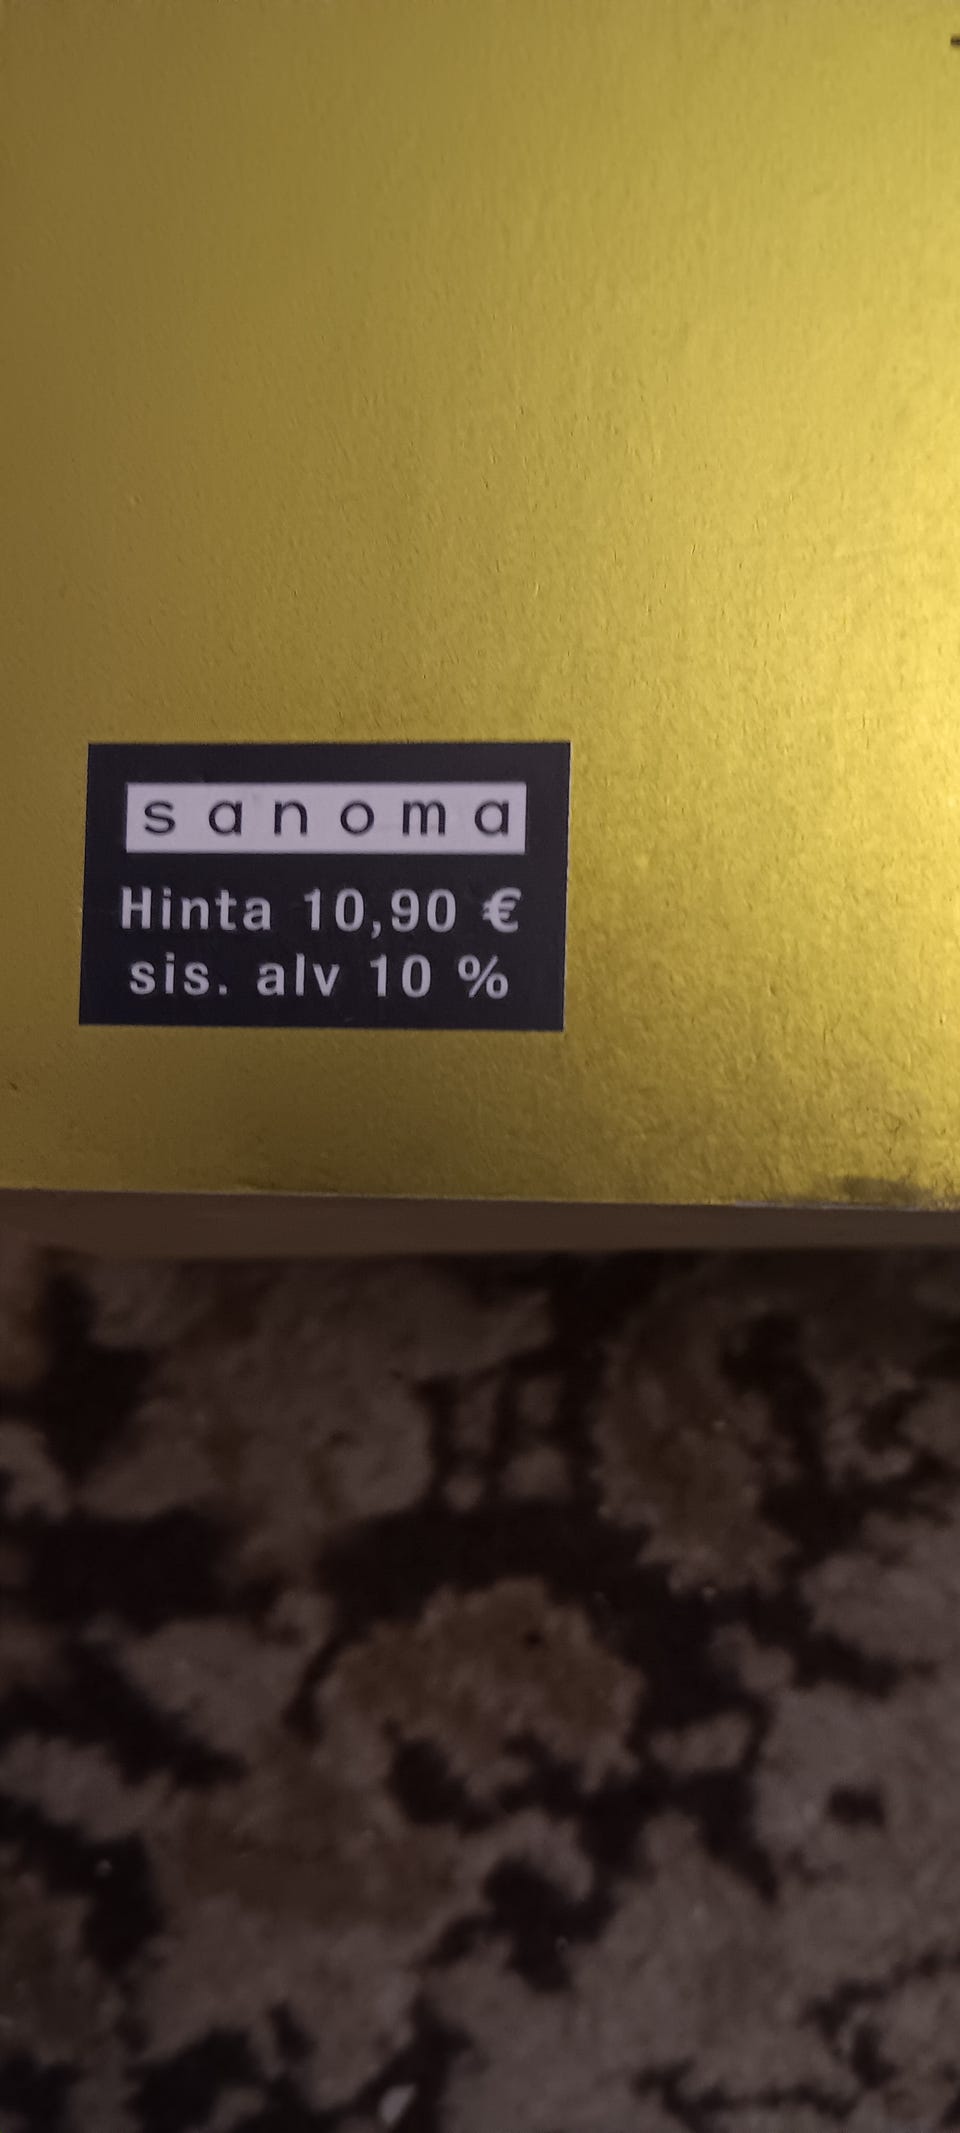 sanoma
Hinta 10,90 €
sis. alv 10 %